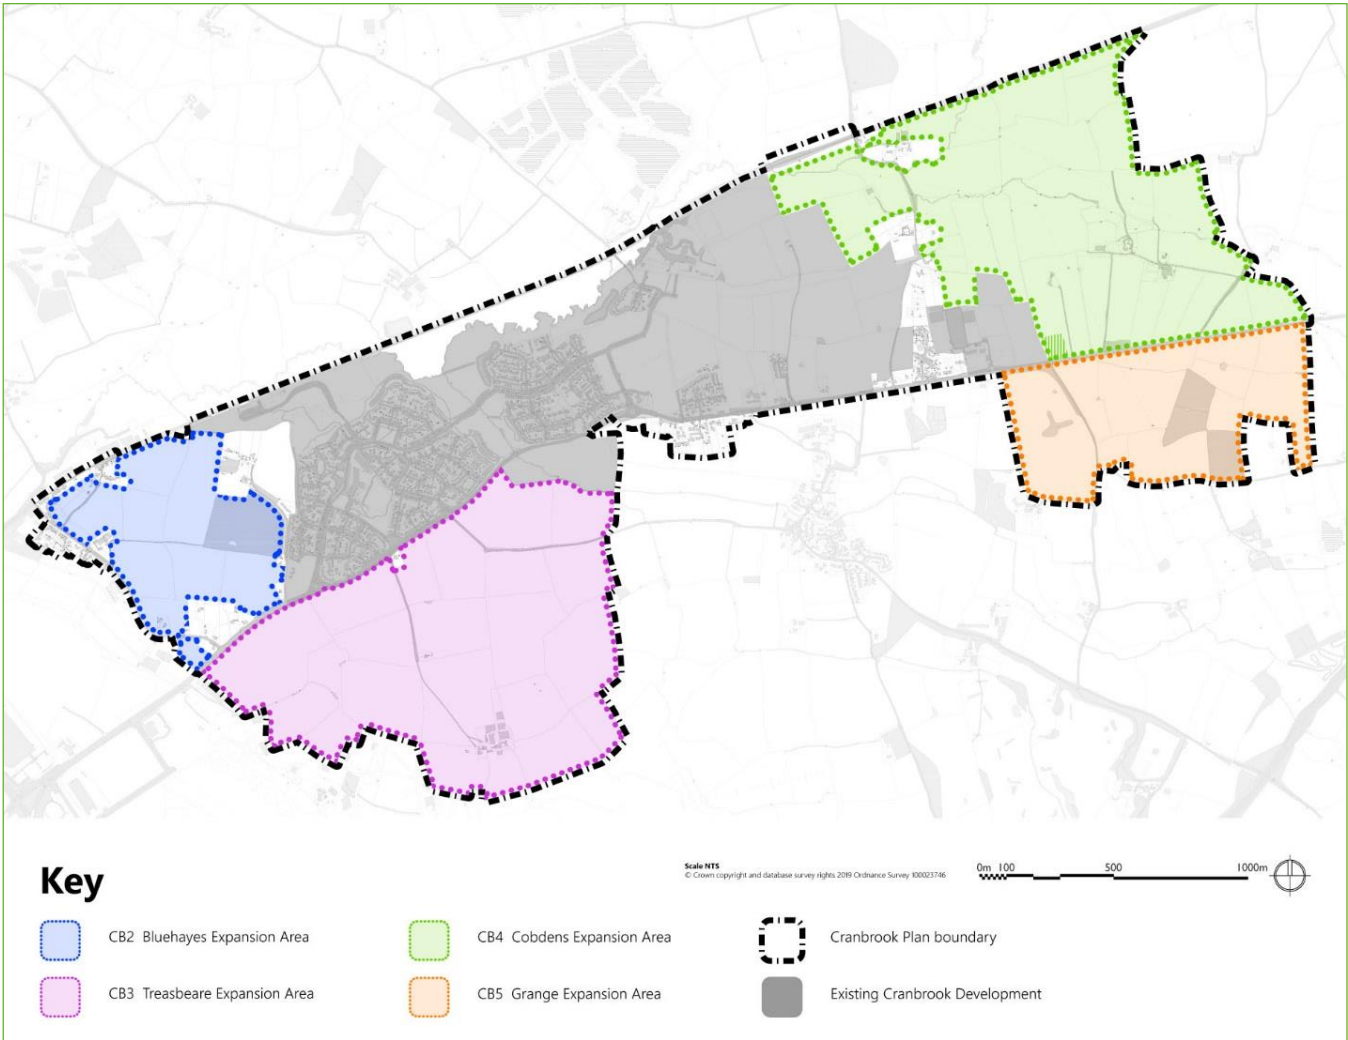 Key
Scale NTS
© Crown copyright and database survey rights 2019 Ordnance Survey 100023746
0m 100 500 1000m
CB2 Bluehayes Expansion Area
CB4 Cobdens Expansion Area
Cranbrook Plan boundary
CB3 Treasbeare Expansion Area
CB5 Grange Expansion Area
Existing Cranbrook Development